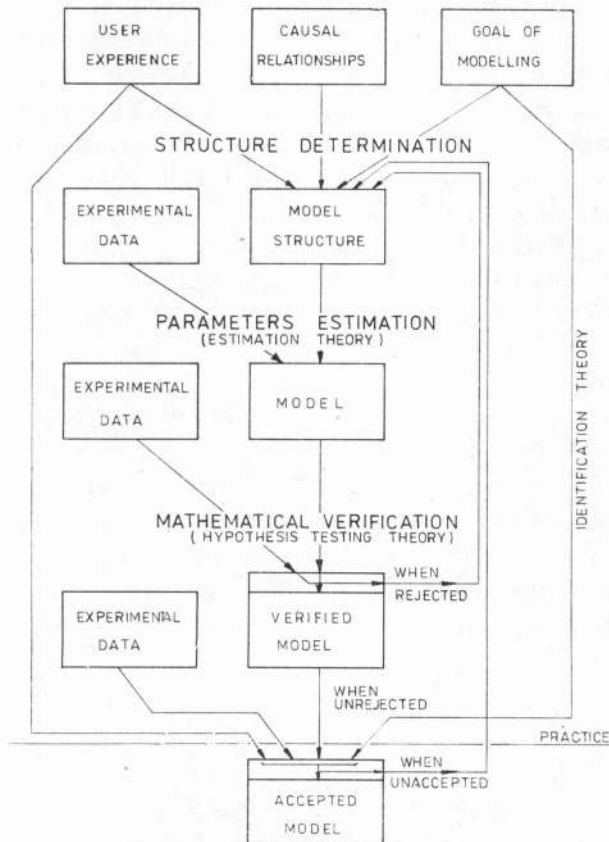 USER
EXPERIENCE
CAUSAL
RELATIONSHIPS
GOAL OF
MODELLING
STRUCTURE DETERMINATION
EXPERIMENTAL
DATA
MODEL
STRUCTURE
PARAMETERS ESTIMATION
(ESTIMATION THEORY)
EXPERIMENTAL
DATA
MODEL
IDENTIFICATION THEORY
MATHEMATICAL VERIFICATION
(HYPOTHESIS TESTING THEORY)
WHEN
REJECTED
EXPERIMENTAL
DATA
VERIFIED
MODEL
WHEN
UNREJECTED
PRACTICE
WHEN
UNACCEPTED
ACCEPTED
MODEL